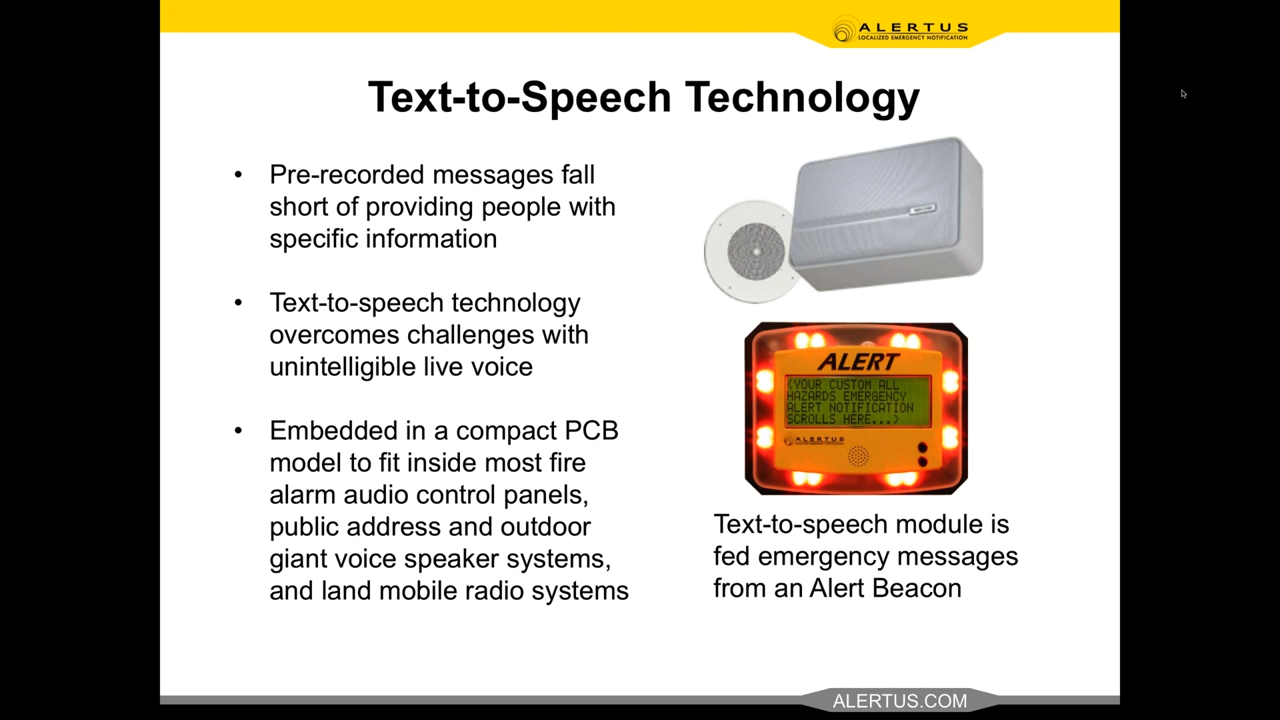 ALERTUS
LOCALIZED EMERGENCY NOTIFICATION
Text-to-Speech Technology
• Pre-recorded messages fall
short of providing people with
specific information
• Text-to-speech technology
overcomes challenges with
unintelligible live voice
• Embedded in a compact PCB
model to fit inside most fire
alarm audio control panels,
public address and outdoor
giant voice speaker systems,
and land mobile radio systems
ALERT
<YOUR CUSTOM ALL
HAZARDS EMERGENCY
ALERT NOTIFICATION
SCROLLS HERE...>
ALERTUS
Text-to-speech module is
fed emergency messages
from an Alert Beacon
ALERTUS.COM